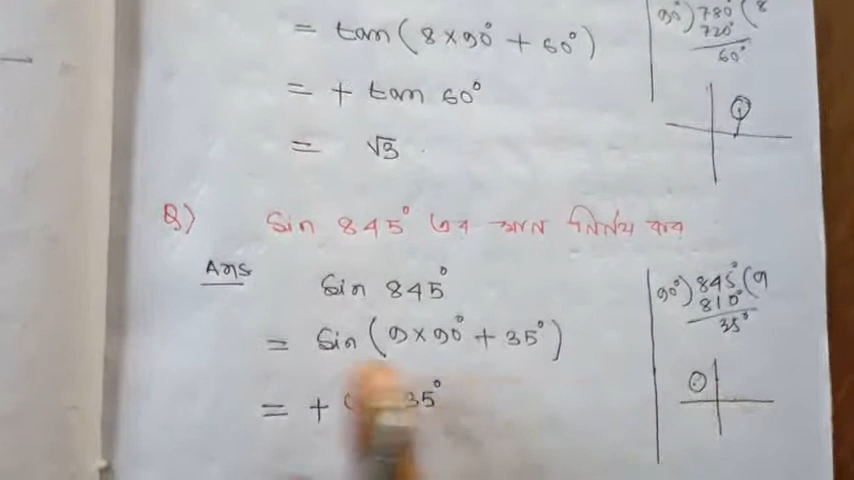 = tan (8×90° + 60°)
= + tan 60°
= √3
90°) 780° (8
720°
60°
Q) Sin 845° এর মান নির্ণয় কর
Ans Sin 845°
= Sin (9×90° + 35°)
= + 35°
90°) 845° (9
810°
35°